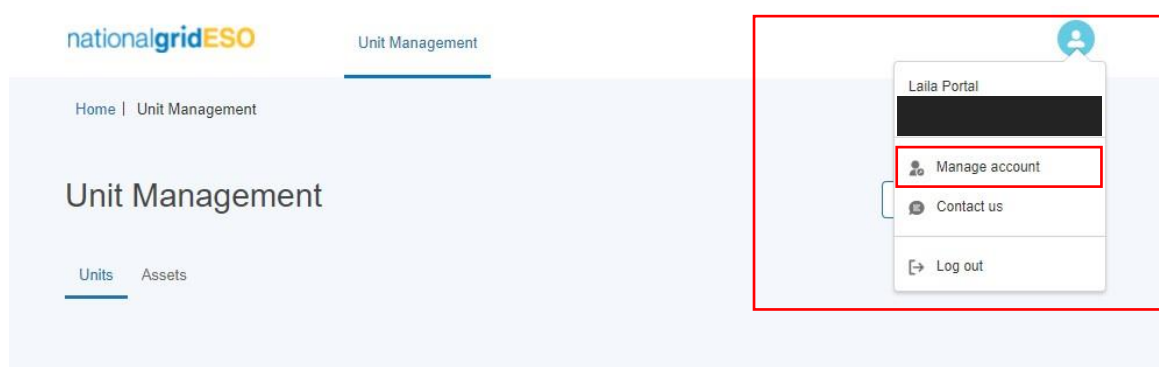 nationalgridESO
Unit Management
Laila Portal
Home | Unit Management
Manage account
Unit Management
Contact us
Units Assets
Log out